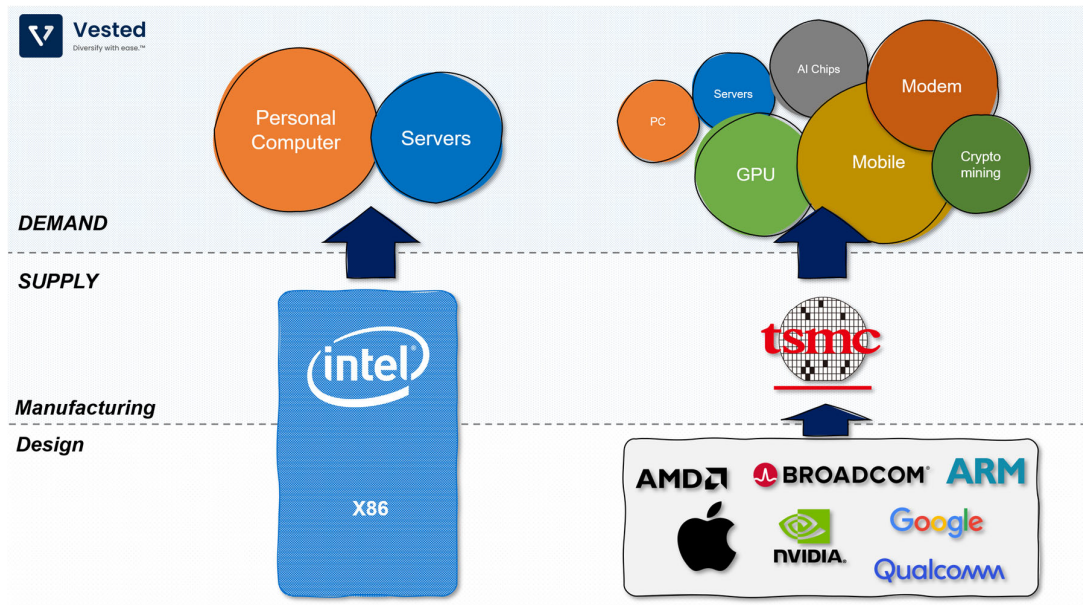 Vested
Diversify with ease.™
Personal
Computer
Servers
PC
Servers
AI Chips
Modem
GPU
Mobile
Crypto
mining
DEMAND
SUPPLY
intel®
tsmc
Manufacturing
Design
X86
AMD
BROADCOM®
ARM
NVIDIA.
Google
Qualcomm